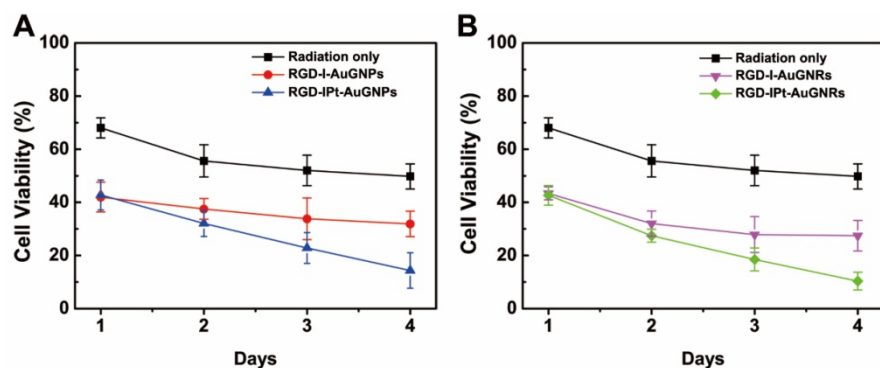 A
Cell Viability (%)
100
80
60
40
20
0
Radiation only
RGD-I-AuGNPs
RGD-IPt-AuGNPs
1 2 3 4
Days
B
Cell Viability (%)
100
80
60
40
20
0
Radiation only
RGD-I-AuGNRs
RGD-IPt-AuGNRs
1 2 3 4
Days